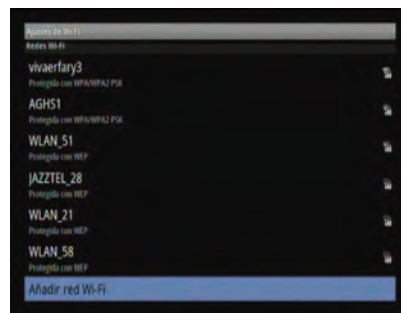 Ajustes de Wi-Fi
Redes Wi-Fi
vivaerfary3
Protegida con WPA/WPA2 PSK
AGHS1
Protegida con WPA/WPA2 PSK
WLAN_51
Protegida con WEP
JAZZTEL_28
Protegida con WEP
WLAN_21
Protegida con WEP
WLAN_58
Protegida con WEP
Añadir red Wi-Fi